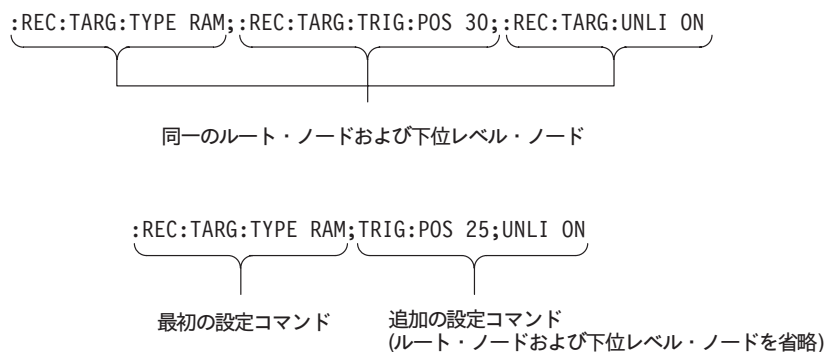 :REC:TARG:TYPE RAM;:REC:TARG:TRIG:POS 30;:REC:TARG:UNLI ON
同一のルート・ノードおよび下位レベル・ノード
:REC:TARG:TYPE RAM;TRIG:POS 25;UNLI ON
最初の設定コマンド 追加の設定コマンド
(ルート・ノードおよび下位レベル・ノードを省略)